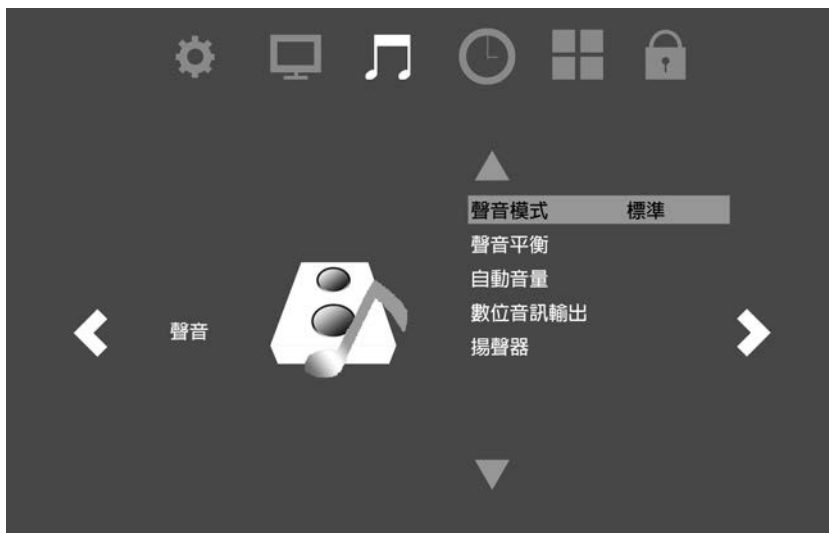 聲音
聲音模式 標準
聲音平衡
自動音量
數位音訊輸出
揚聲器